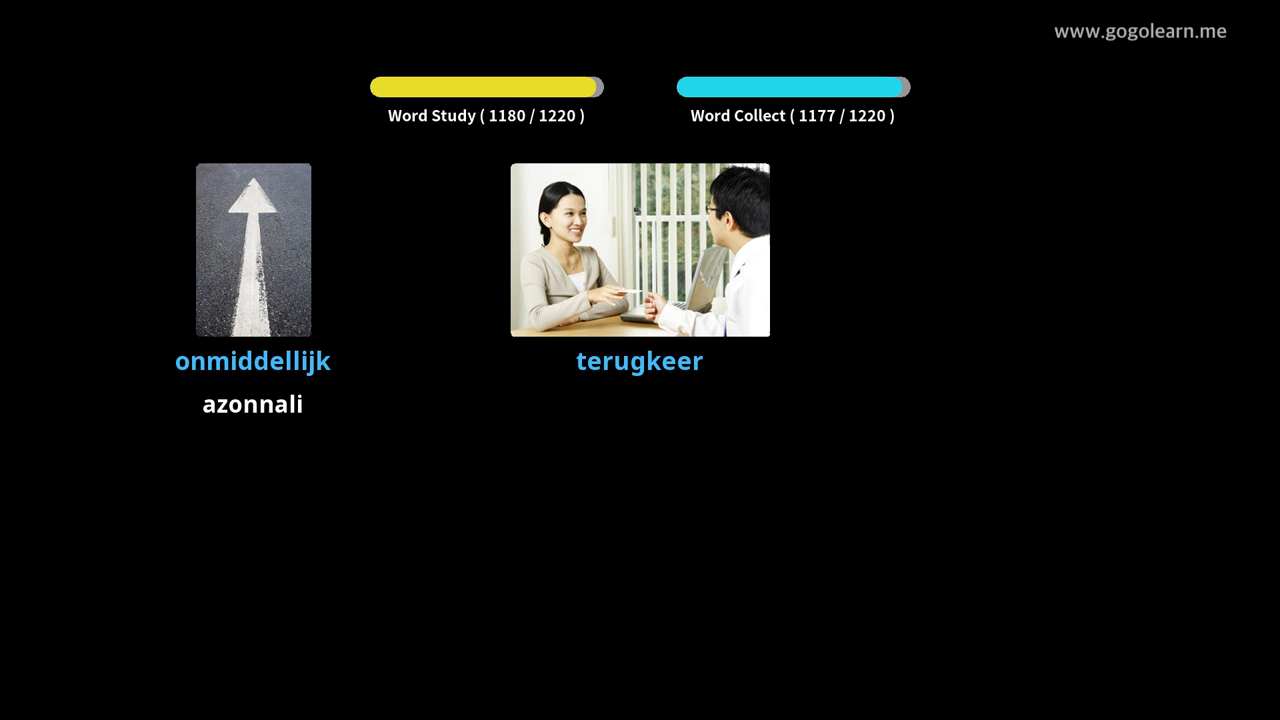 www.gogolearn.me
Word Study ( 1180 / 1220 )
Word Collect ( 1177 / 1220 )
onmiddellijk
terugkeer
azonnali